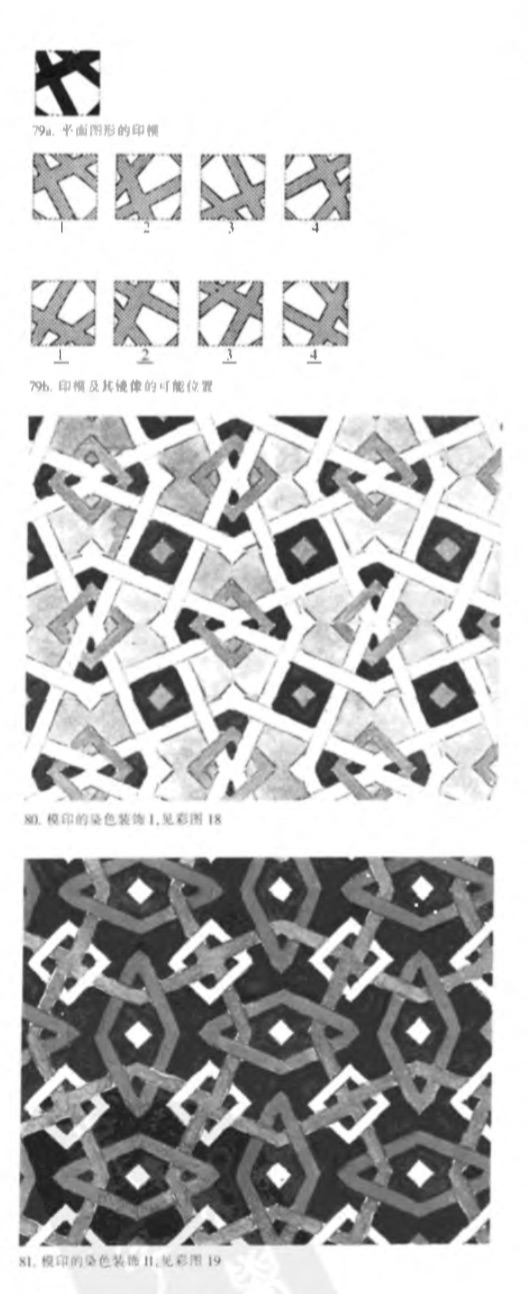 79a. 平面图形的印模
1 2 3 4
1 2 3 4
79b. 印模及其镜像的可能位置
80. 模印的染色装饰 I,见彩图 18
81. 模印的染色装饰 II,见彩图 19